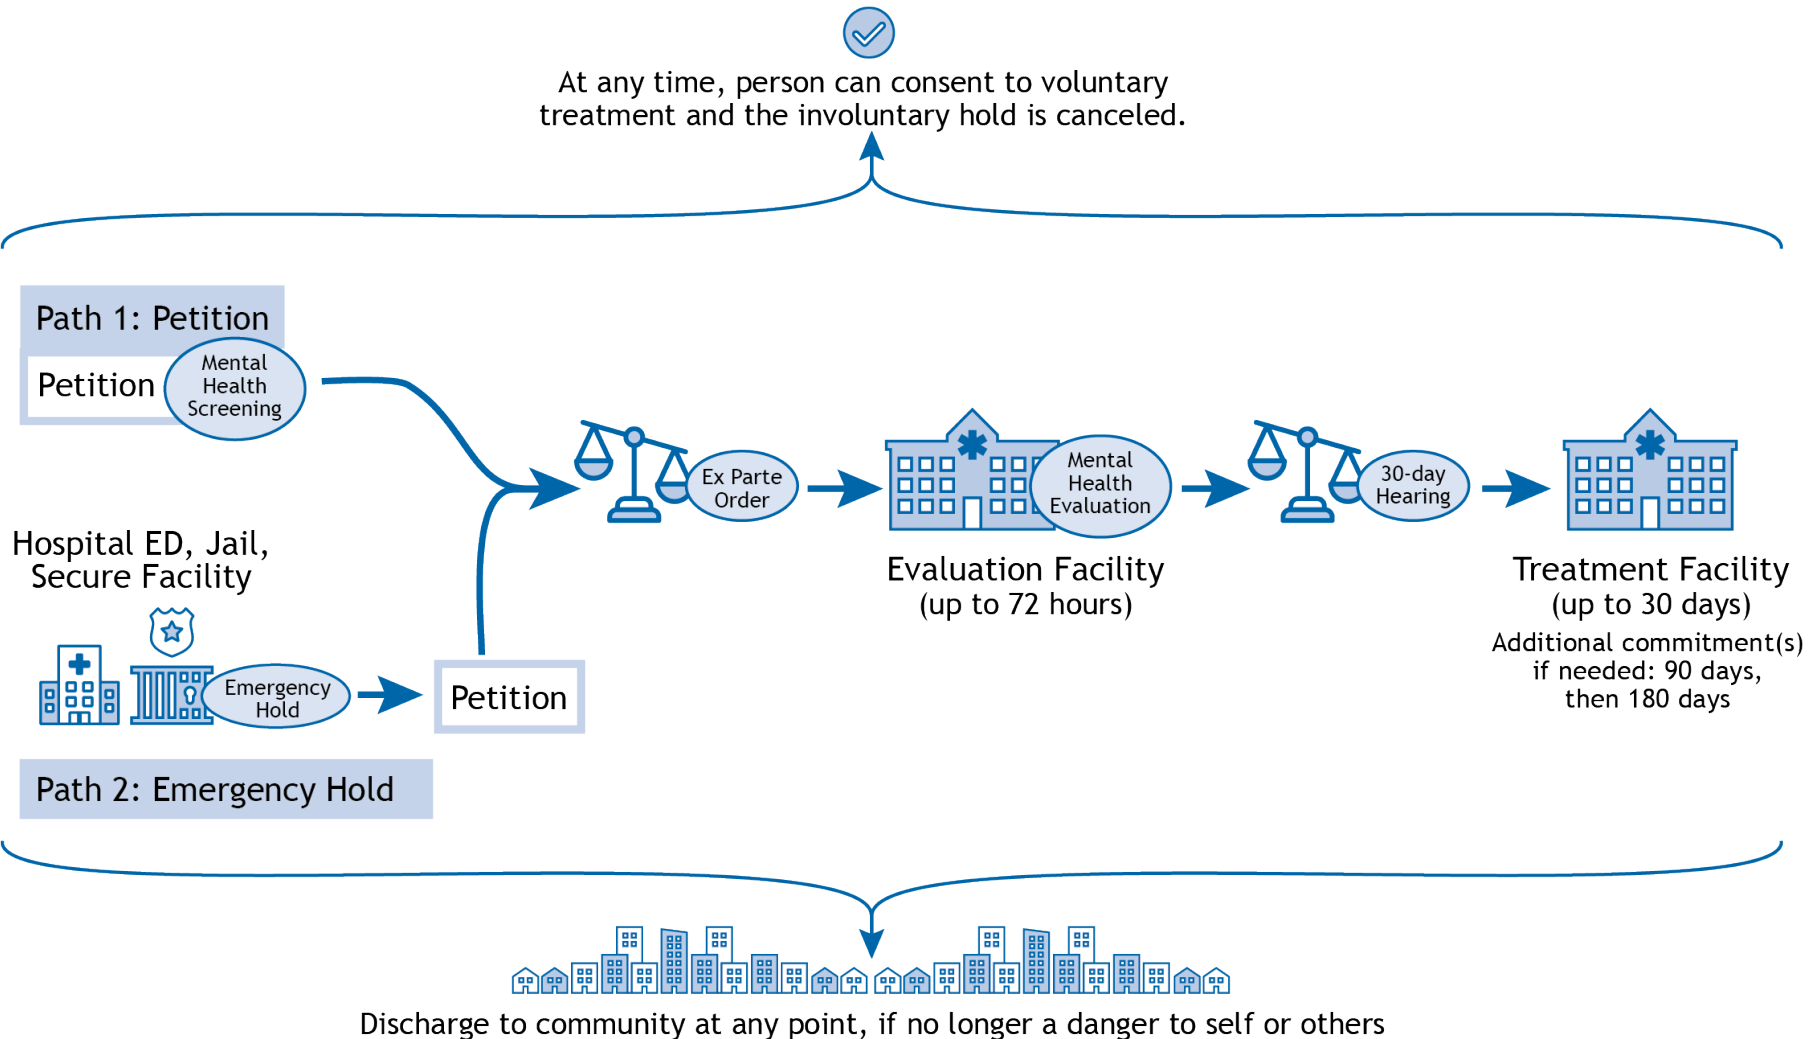 At any time, person can consent to voluntary
treatment and the involuntary hold is canceled.
Path 1: Petition
Petition
Mental
Health
Screening
Hospital ED, Jail,
Secure Facility
Emergency
Hold
Petition
Path 2: Emergency Hold
Ex Parte
Order
Mental
Health
Evaluation
Evaluation Facility
(up to 72 hours)
30-day
Hearing
Treatment Facility
(up to 30 days)
Additional commitment(s)
if needed: 90 days,
then 180 days
Discharge to community at any point, if no longer a danger to self or others